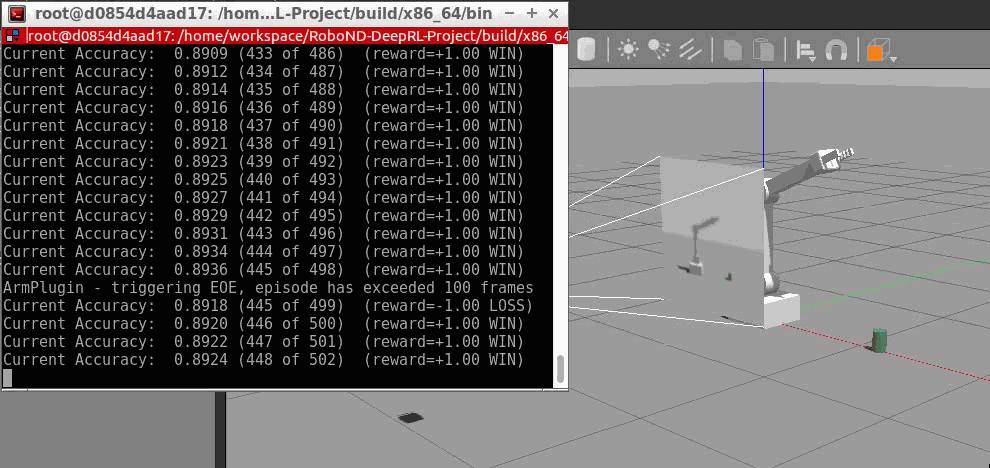 root@d0854d4aad17: /hom...L-Project/build/x86_64/bin
root@d0854d4aad17: /home/workspace/RoboND-DeepRL-Project/build/x86_64
Current Accuracy:  0.8909 (433 of 486)  (reward=+1.00 WIN)
Current Accuracy:  0.8912 (434 of 487)  (reward=+1.00 WIN)
Current Accuracy:  0.8914 (435 of 488)  (reward=+1.00 WIN)
Current Accuracy:  0.8916 (436 of 489)  (reward=+1.00 WIN)
Current Accuracy:  0.8918 (437 of 490)  (reward=+1.00 WIN)
Current Accuracy:  0.8921 (438 of 491)  (reward=+1.00 WIN)
Current Accuracy:  0.8923 (439 of 492)  (reward=+1.00 WIN)
Current Accuracy:  0.8925 (440 of 493)  (reward=+1.00 WIN)
Current Accuracy:  0.8927 (441 of 494)  (reward=+1.00 WIN)
Current Accuracy:  0.8929 (442 of 495)  (reward=+1.00 WIN)
Current Accuracy:  0.8931 (443 of 496)  (reward=+1.00 WIN)
Current Accuracy:  0.8934 (444 of 497)  (reward=+1.00 WIN)
Current Accuracy:  0.8936 (445 of 498)  (reward=+1.00 WIN)
ArmPlugin - triggering EOE, episode has exceeded 100 frames
Current Accuracy:  0.8918 (445 of 499)  (reward=-1.00 LOSS)
Current Accuracy:  0.8920 (446 of 500)  (reward=+1.00 WIN)
Current Accuracy:  0.8922 (447 of 501)  (reward=+1.00 WIN)
Current Accuracy:  0.8924 (448 of 502)  (reward=+1.00 WIN)